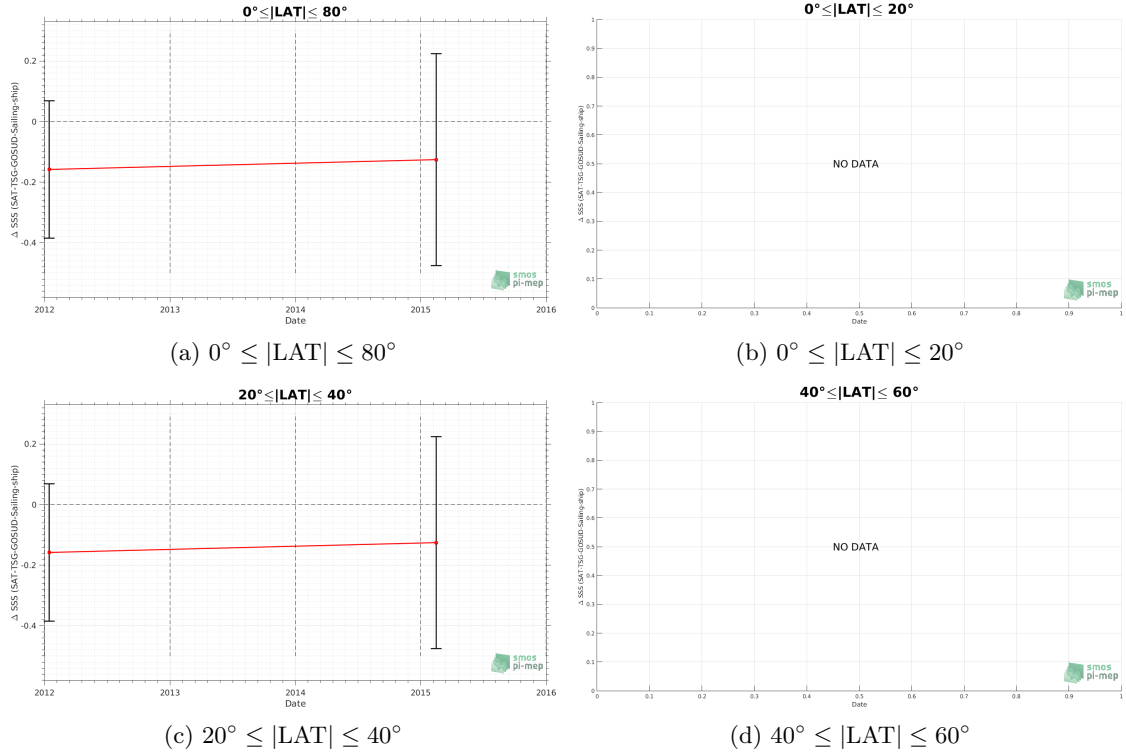 0°≤|LAT|≤ 80°
Δ SSS (SAT-TSG-GOSUD-Sailing-ship)
0.2
0
-0.2
-0.4
2012 2013 2014 2015 2016
Date
smos
pi-mep
(a) 0° ≤ |LAT| ≤ 80°
0°≤|LAT|≤ 20°
Δ SSS (SAT-TSG-GOSUD-Sailing-ship)
1
0.9
0.8
0.7
0.6
0.5
0.4
0.3
0.2
0.1
0
NO DATA
0 0.1 0.2 0.3 0.4 0.5 0.6 0.7 0.8 0.9 1
Date
smos
pi-mep
(b) 0° ≤ |LAT| ≤ 20°
20°≤|LAT|≤ 40°
Δ SSS (SAT-TSG-GOSUD-Sailing-ship)
0.2
0
-0.2
-0.4
2012 2013 2014 2015 2016
Date
smos
pi-mep
(c) 20° ≤ |LAT| ≤ 40°
40°≤|LAT|≤ 60°
Δ SSS (SAT-TSG-GOSUD-Sailing-ship)
1
0.9
0.8
0.7
0.6
0.5
0.4
0.3
0.2
0.1
0
NO DATA
0 0.1 0.2 0.3 0.4 0.5 0.6 0.7 0.8 0.9 1
Date
smos
pi-mep
(d) 40° ≤ |LAT| ≤ 60°